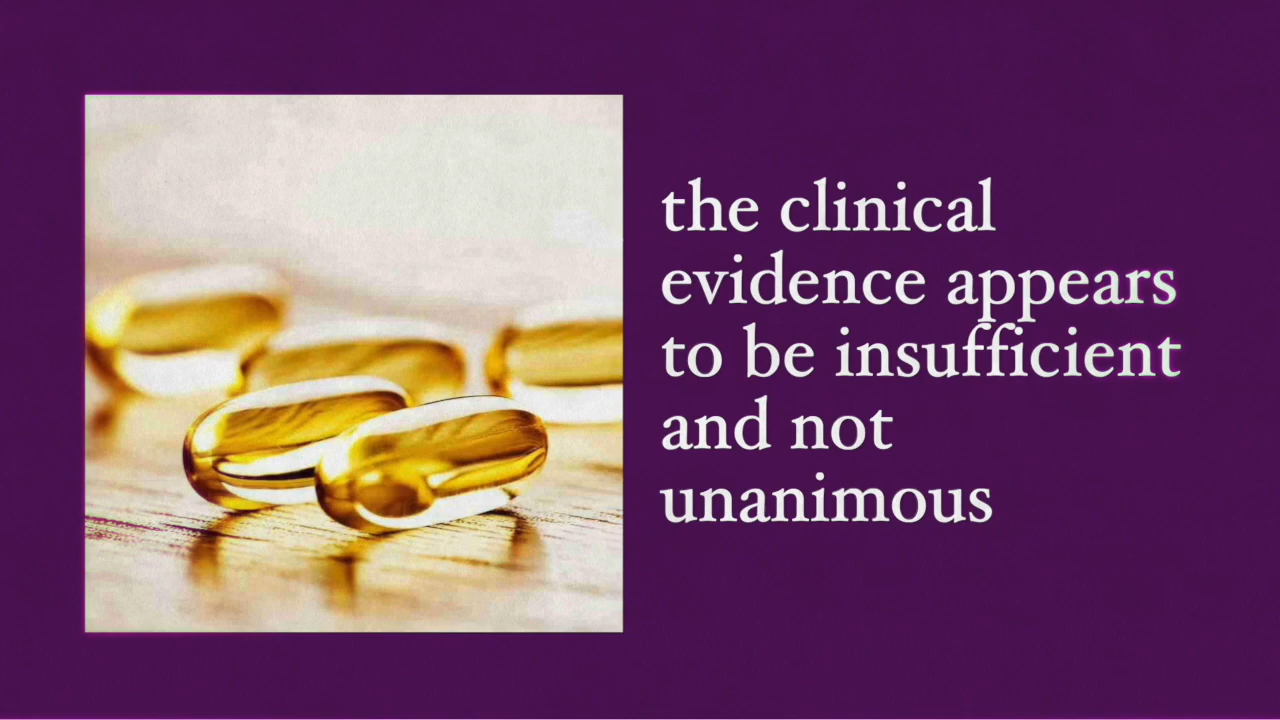 the clinical
evidence appears
to be insufficient
and not
unanimous